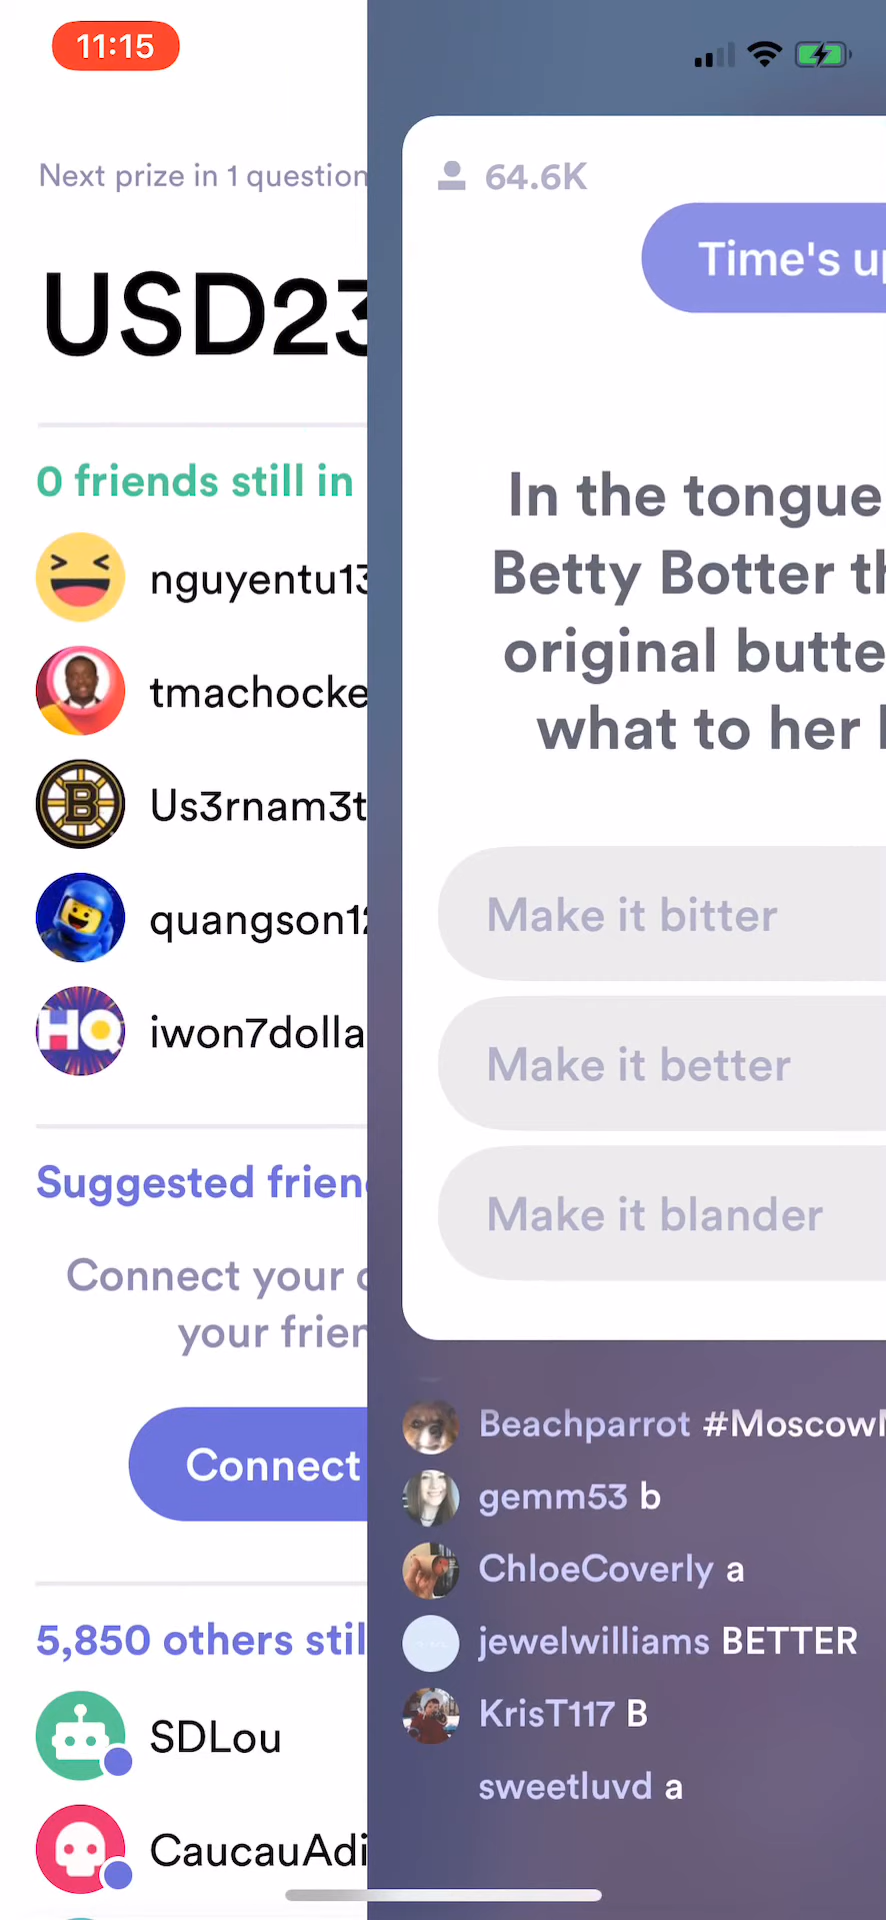 11:15
Next prize in 1 question
USD23
0 friends still in
nguyentu13
tmachocke
Us3rnam3t
quangson12
HQ
iwon7dolla
Suggested frien
Connect your
your frien
Connect
5,850 others stil
SDLou
CaucauAdi
64.6K
Time's up
In the tongue
Betty Botter th
original butte
what to her
Make it bitter
Make it better
Make it blander
Beachparrot #Moscow
gemm53 b
ChloeCoverly a
jewelwilliams BETTER
KrisT117 B
sweetluvd a